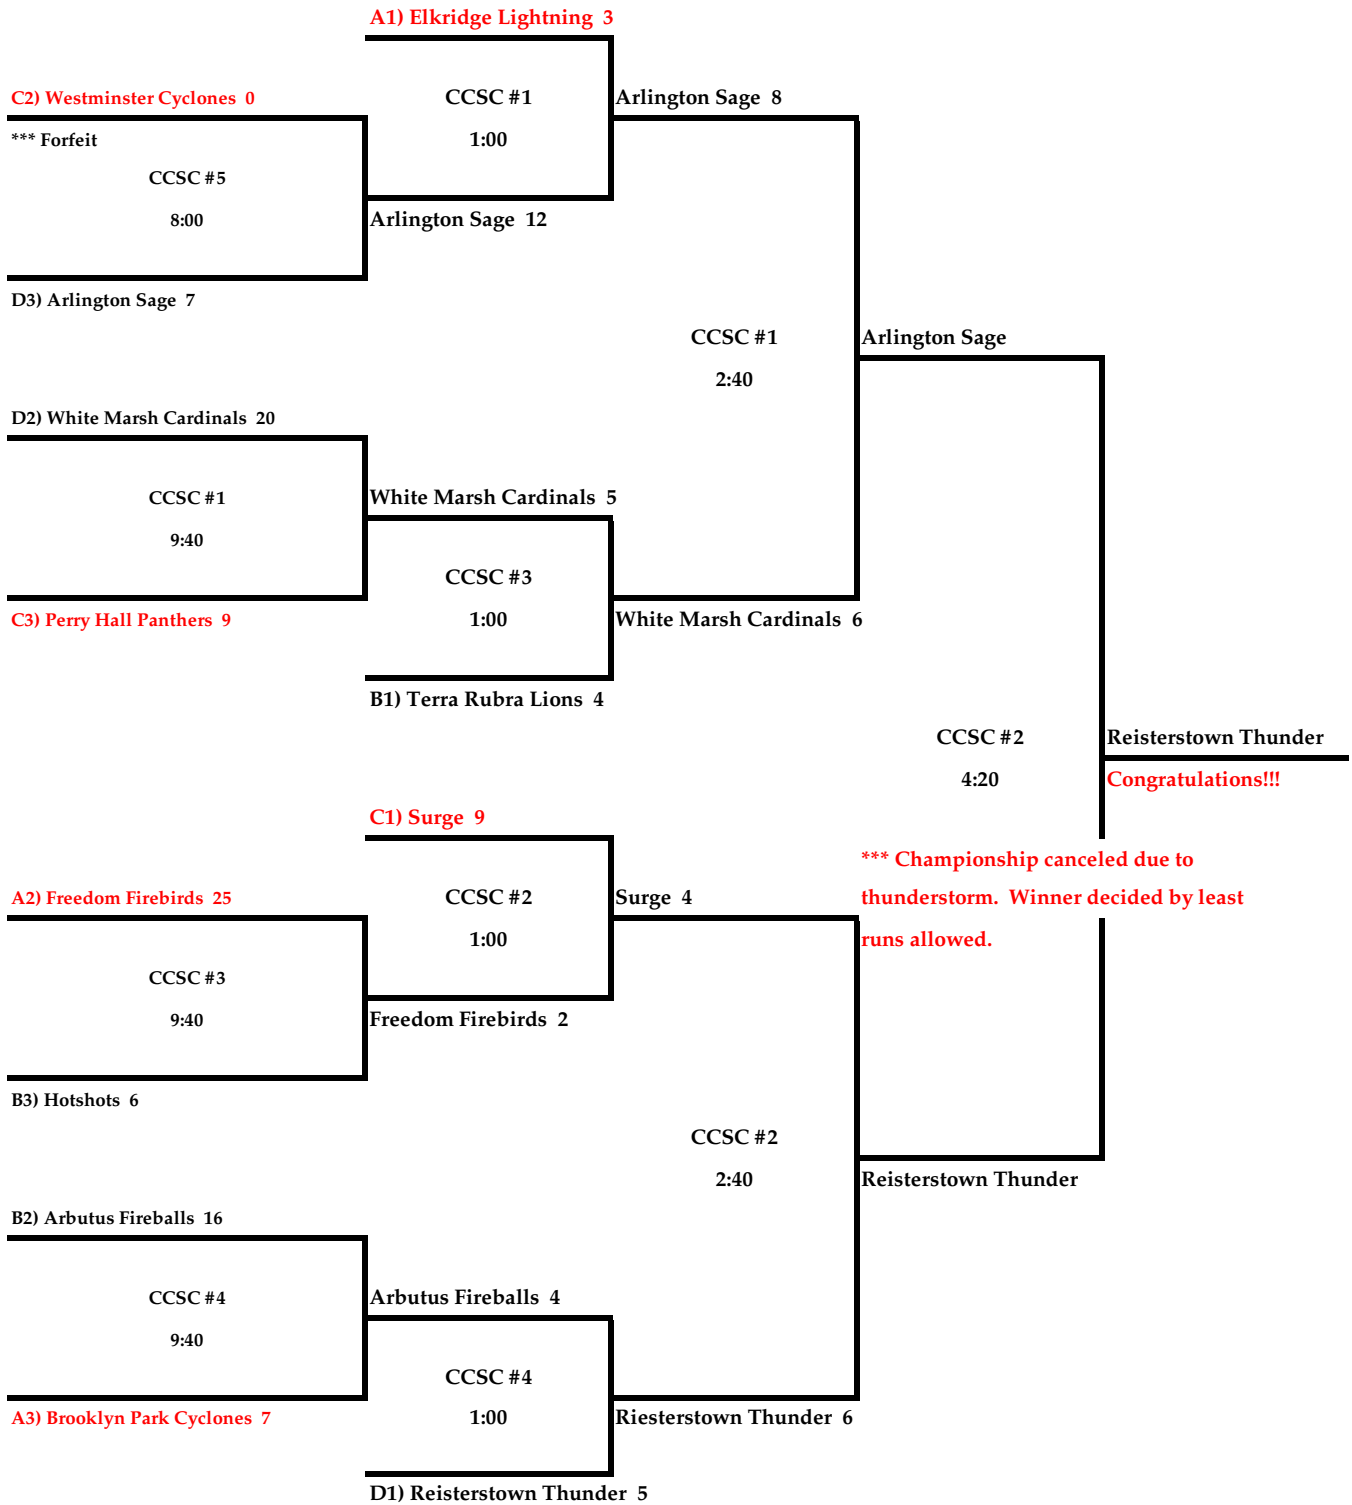 A1) Elkridge Lightning 3
C2) Westminster Cyclones 0
CCSC #1
Arlington Sage 8
*** Forfeit
1:00
CCSC #5
8:00
Arlington Sage 12
D3) Arlington Sage 7
CCSC #1
Arlington Sage
2:40
D2) White Marsh Cardinals 20
CCSC #1
White Marsh Cardinals 5
9:40
CCSC #3
C3) Perry Hall Panthers 9
1:00
White Marsh Cardinals 6
B1) Terra Rubra Lions 4
CCSC #2
Reisterstown Thunder
4:20
Congratulations!!!
C1) Surge 9
*** Championship canceled due to
A2) Freedom Firebirds 25
CCSC #2
Surge 4
thunderstorm. Winner decided by least
1:00
runs allowed.
CCSC #3
9:40
Freedom Firebirds 2
B3) Hotshots 6
CCSC #2
2:40
Reisterstown Thunder
B2) Arbutus Fireballs 16
CCSC #4
Arbutus Fireballs 4
9:40
CCSC #4
A3) Brooklyn Park Cyclones 7
1:00
Riesterstown Thunder 6
D1) Reisterstown Thunder 5